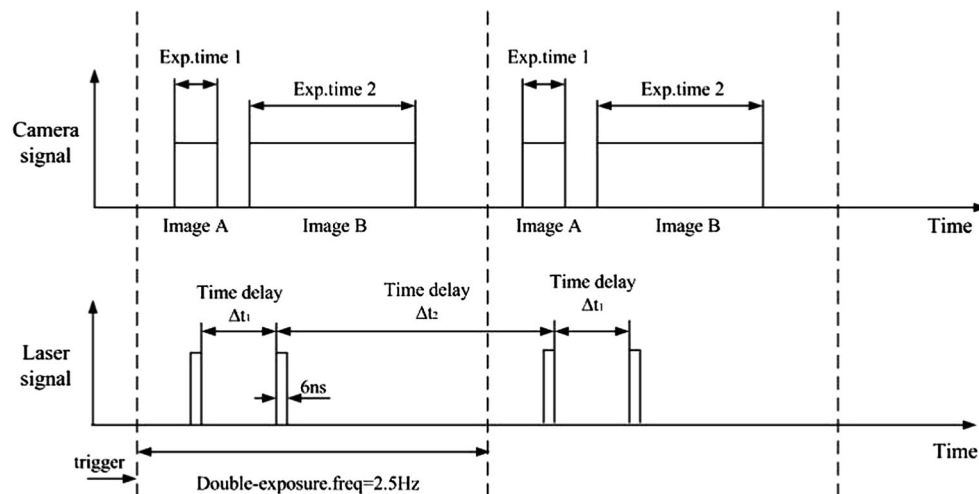 Exp.time 1
Exp.time 2
Exp.time 1
Exp.time 2
Camera
signal
Image A
Image B
Image A
Image B
Time
Time delay
Δt₁
Time delay
Δt₂
Time delay
Δt₁
Laser
signal
6ns
Time
trigger
Double-exposure.freq=2.5Hz